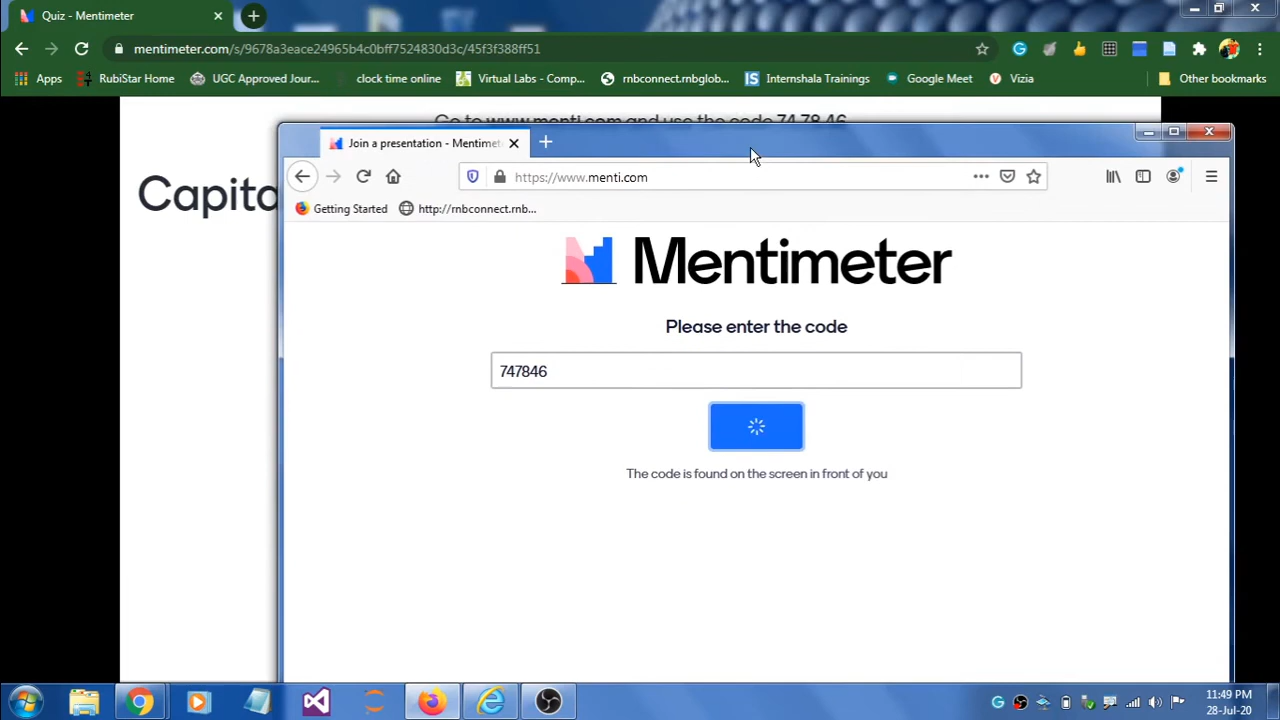 Quiz - Mentimeter
mentimeter.com/s/9678a3eace24965b4c0bff7524830d3c/45f3f388ff51
Apps RubiStar Home UGC Approved Jour... clock time online Virtual Labs - Comp... rnbconnect.rnbglob... IS Internshala Trainings Google Meet Vizia Other bookmarks
Go to www.menti.com and use the code 74 78 46
Capita
Join a presentation - Mentimet
https://www.menti.com
Getting Started http://rnbconnect.rnb...
Mentimeter
Please enter the code
747846
The code is found on the screen in front of you
11:49 PM
28-Jul-20